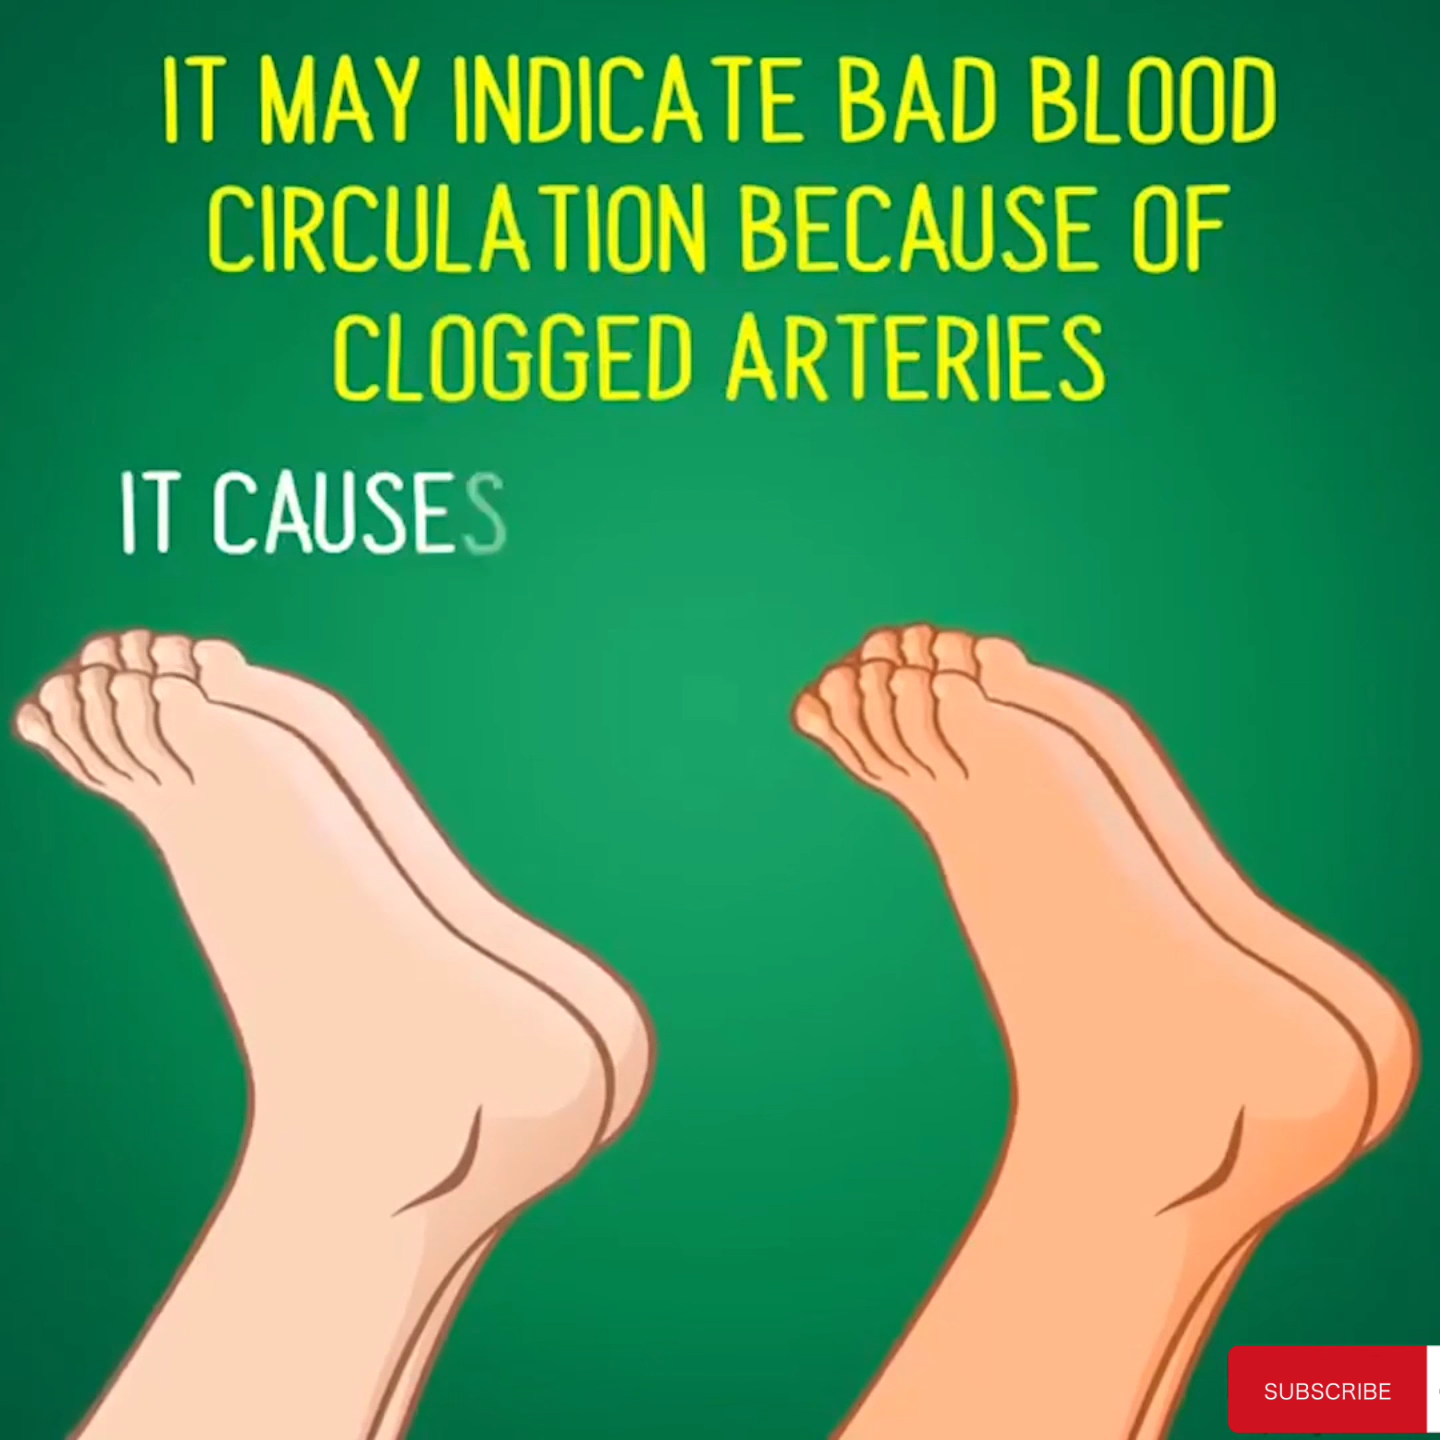 IT MAY INDICATE BAD BLOOD
CIRCULATION BECAUSE OF
CLOGGED ARTERIES
IT CAUSES
SUBSCRIBE